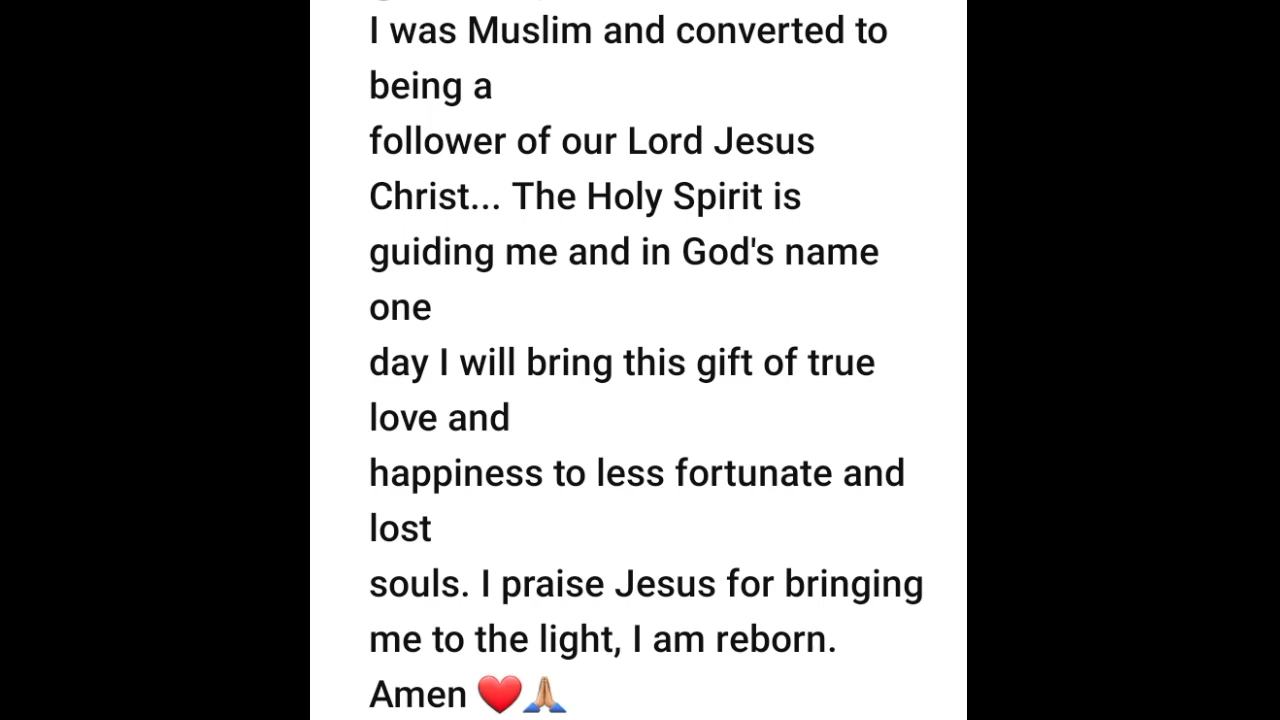 I was Muslim and converted to
being a
follower of our Lord Jesus
Christ... The Holy Spirit is
guiding me and in God's name
one
day I will bring this gift of true
love and
happiness to less fortunate and
lost
souls. I praise Jesus for bringing
me to the light, I am reborn.
Amen ❤️🙏🏽